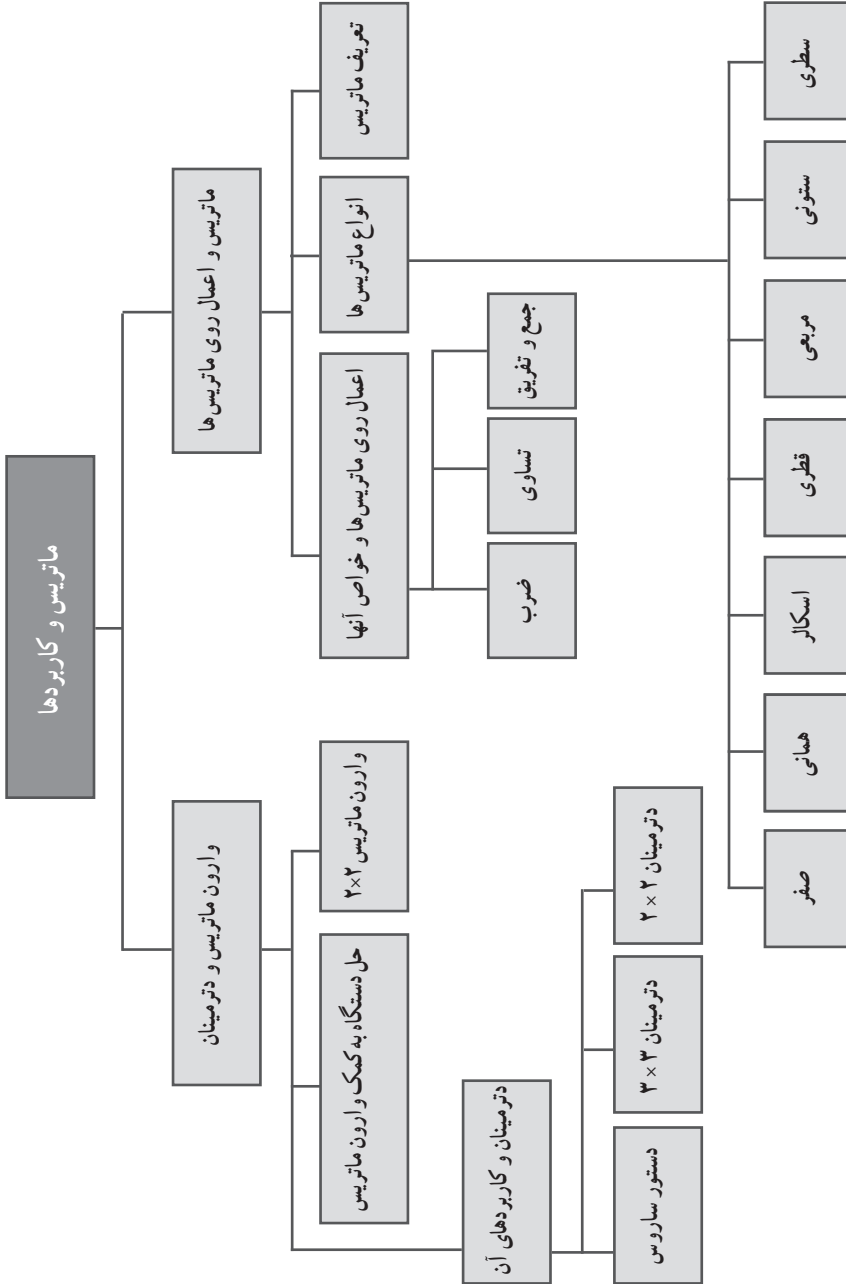 ماتریس و کاربردها
ماتریس و اعمال روی ماتریس‌ها
وارون ماتریس و دترمینان
تعریف ماتریس
انواع ماتریس‌ها
اعمال روی ماتریس‌ها و خواص آنها
وارون ماتریس ۲×۲
حل دستگاه به کمک وارون ماتریس
دترمینان و کاربردهای آن
جمع و تفریق
تساوی
ضرب
دترمینان ۲ × ۲
دترمینان ۳ × ۳
دستور ساروس
سطری
ستونی
مربعی
قطری
اسکالر
همانی
صفر